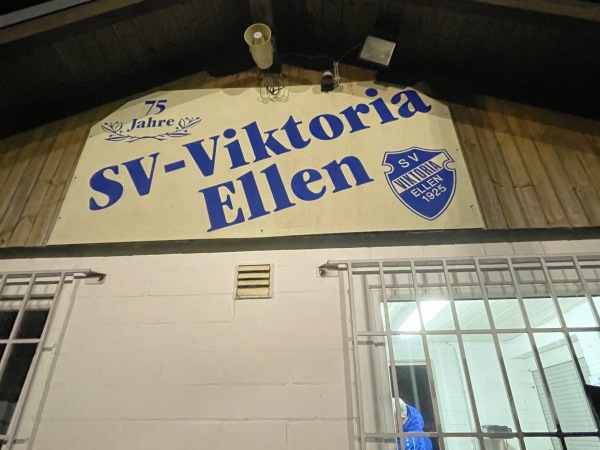 75
Jahre
SV-Viktoria
Ellen
SV
VIKTORIA
ELLEN
1925